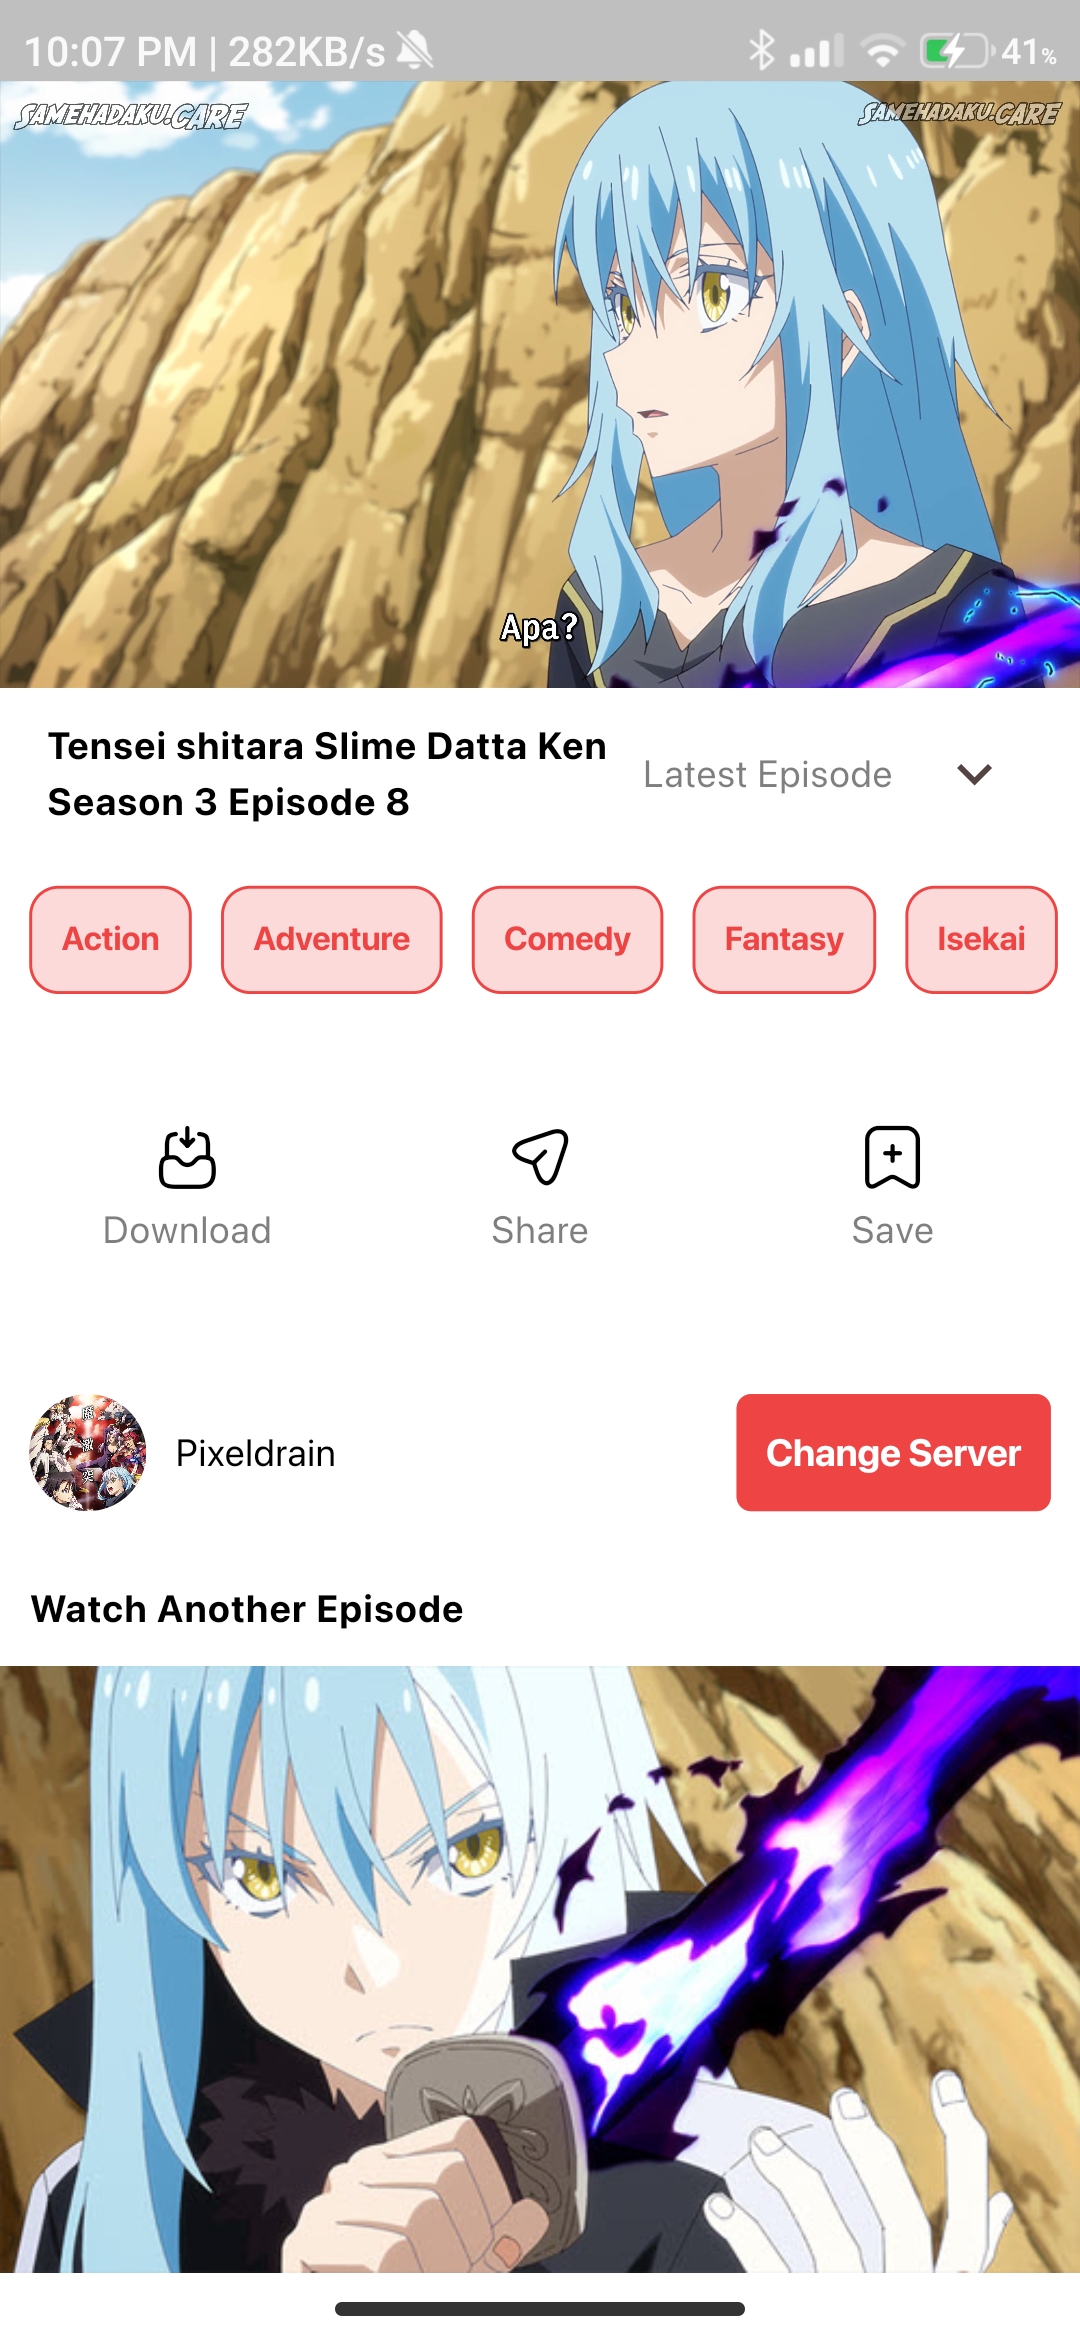 10:07 PM | 282KB/s
41%
SAMEHADAKU.CARE
SAMEHADAKU.CARE
Apa?
Tensei shitara Slime Datta Ken
Season 3 Episode 8
Latest Episode
Action
Adventure
Comedy
Fantasy
Isekai
Download
Share
Save
Pixeldrain
Change Server
Watch Another Episode